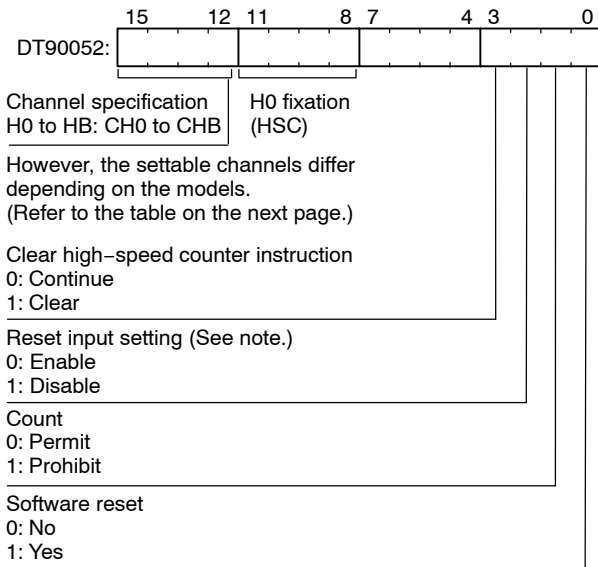 15 12 11 8 7 4 3 0
DT90052:
Channel specification
H0 to HB: CH0 to CHB
H0 fixation
(HSC)
However, the settable channels differ
depending on the models.
(Refer to the table on the next page.)
Clear high−speed counter instruction
0: Continue
1: Clear
Reset input setting (See note.)
0: Enable
1: Disable
Count
0: Permit
1: Prohibit
Software reset
0: No
1: Yes